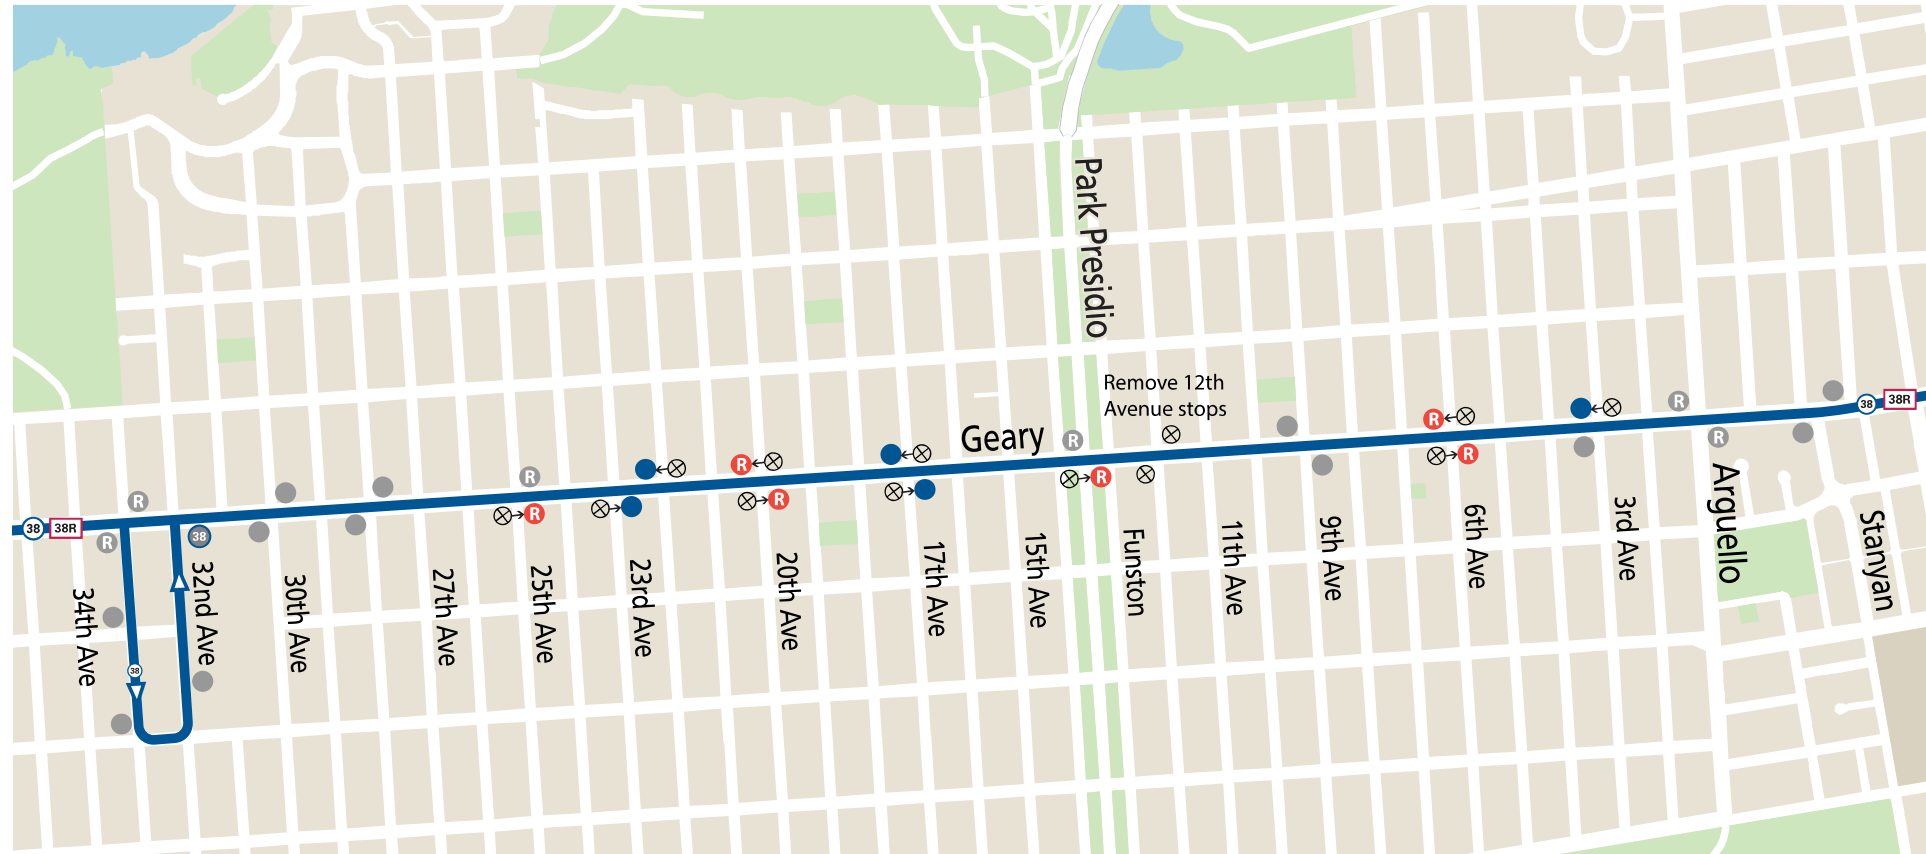 Park Presidio
Remove 12th
Avenue stops
Geary
38
38R
38
38R
R
R
R
R
R
R
R
R
R
R
R
R
38
38
34th Ave
32nd Ave
30th Ave
27th Ave
25th Ave
23rd Ave
20th Ave
17th Ave
15th Ave
Funston
11th Ave
9th Ave
6th Ave
3rd Ave
Arguello
Stanyan